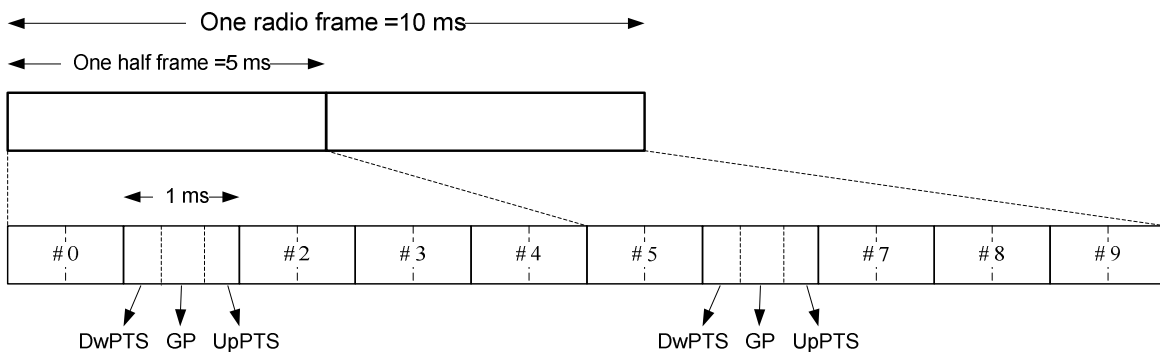 One radio frame =10 ms
One half frame =5 ms
1 ms
#0 #2 #3 #4 #5 #7 #8 #9
DwPTS GP UpPTS DwPTS GP UpPTS